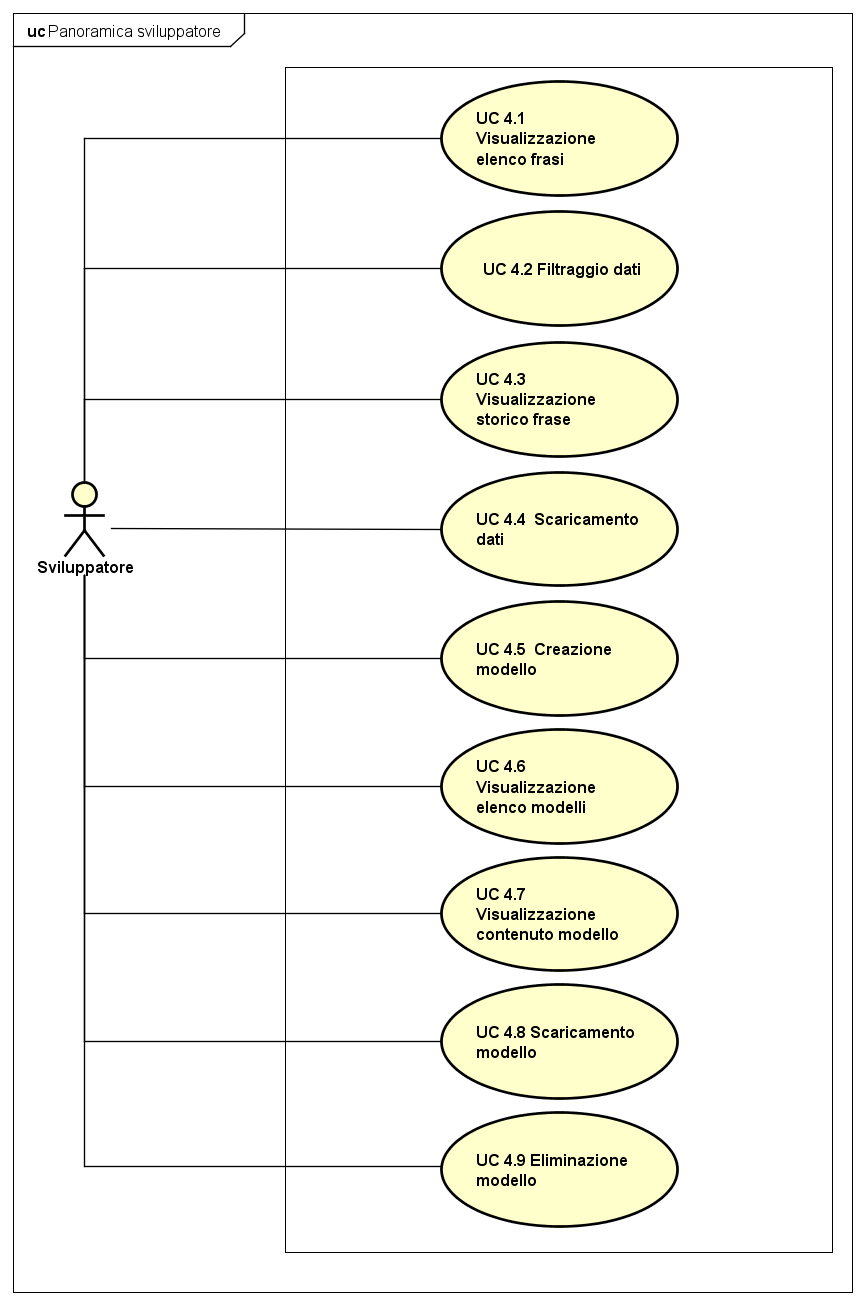 uc Panoramica sviluppatore
UC 4.1
Visualizzazione
elenco frasi
UC 4.2 Filtraggio dati
UC 4.3
Visualizzazione
storico frase
UC 4.4 Scaricamento
dati
Sviluppatore
UC 4.5 Creazione
modello
UC 4.6
Visualizzazione
elenco modelli
UC 4.7
Visualizzazione
contenuto modello
UC 4.8 Scaricamento
modello
UC 4.9 Eliminazione
modello